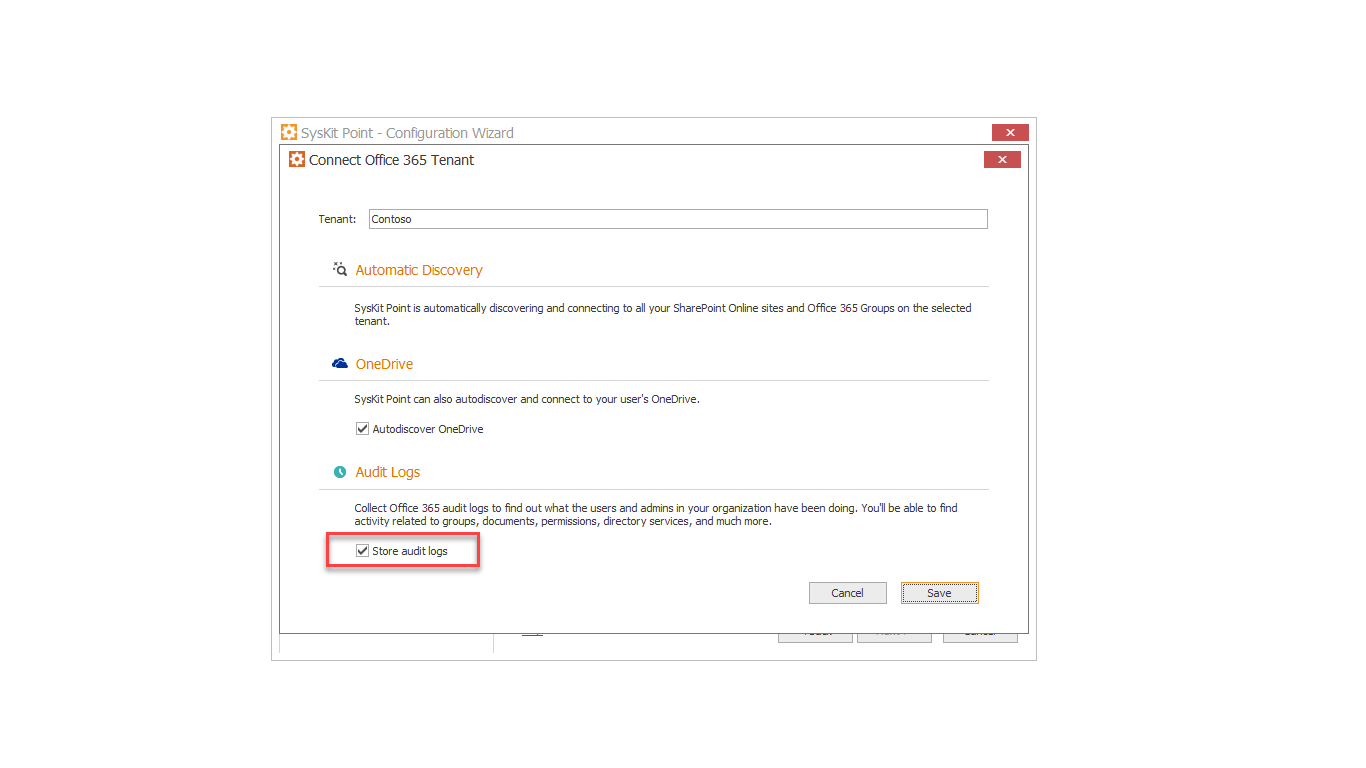 SysKit Point - Configuration Wizard
Connect Office 365 Tenant
Tenant: Contoso
Automatic Discovery
SysKit Point is automatically discovering and connecting to all your SharePoint Online sites and Office 365 Groups on the selected
tenant.
OneDrive
SysKit Point can also autodiscover and connect to your user's OneDrive.
Autodiscover OneDrive
Audit Logs
Collect Office 365 audit logs to find out what the users and admins in your organization have been doing. You'll be able to find
activity related to groups, documents, permissions, directory services, and much more.
Store audit logs
Cancel Save